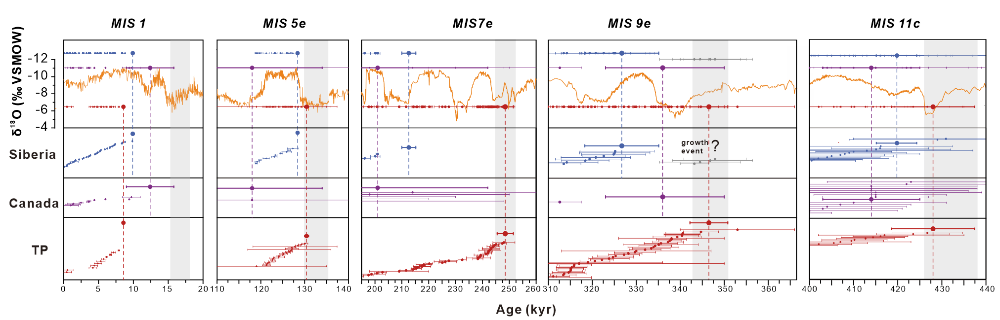 MIS 1 MIS 5e MIS7e MIS 9e MIS 11c
δ¹⁸O (‰ VSMOW)
-12
-10
-8
-6
-4
Siberia
growth ?
event
Canada
TP
0 5 10 15 20 110 120 130 140 200 210 220 230 240 250 260 310 320 330 340 350 360 400 410 420 430 440
Age (kyr)